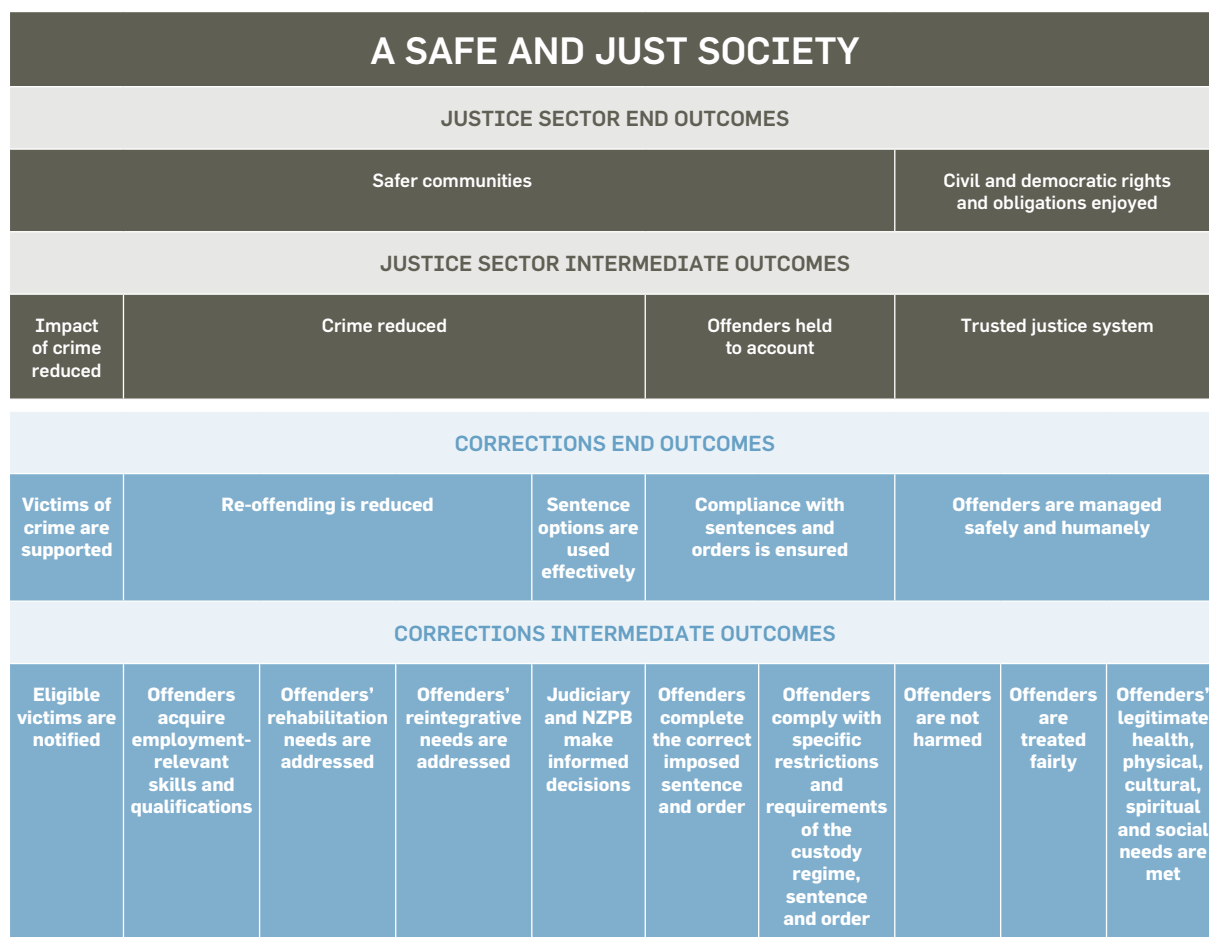 A SAFE AND JUST SOCIETY
JUSTICE SECTOR END OUTCOMES
Safer communities
Civil and democratic rights
and obligations enjoyed
JUSTICE SECTOR INTERMEDIATE OUTCOMES
Impact
of crime
reduced
Crime reduced
Offenders held
to account
Trusted justice system
CORRECTIONS END OUTCOMES
Victims of
crime are
supported
Re-offending is reduced
Sentence
options are
used
effectively
Compliance with
sentences and
orders is ensured
Offenders are managed
safely and humanely
CORRECTIONS INTERMEDIATE OUTCOMES
Eligible
victims are
notified
Offenders
acquire
employment-
relevant
skills and
qualifications
Offenders’
rehabilitation
needs are
addressed
Offenders’
reintegrative
needs are
addressed
Judiciary
and NZPB
make
informed
decisions
Offenders
complete
the correct
imposed
sentence
and order
Offenders
comply with
specific
restrictions
and
requirements
of the
custody
regime,
sentence
and order
Offenders
are not
harmed
Offenders
are
treated
fairly
Offenders’
legitimate
health,
physical,
cultural,
spiritual
and social
needs are
met